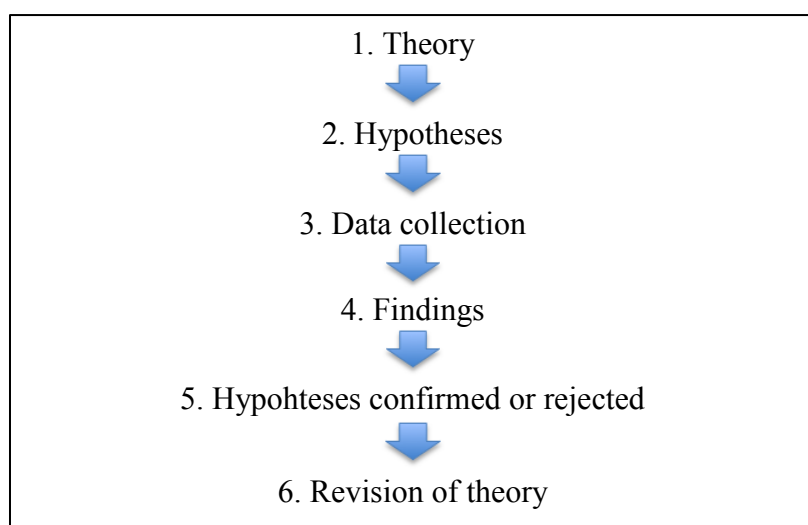 1. Theory
2. Hypotheses
3. Data collection
4. Findings
5. Hypohteses confirmed or rejected
6. Revision of theory